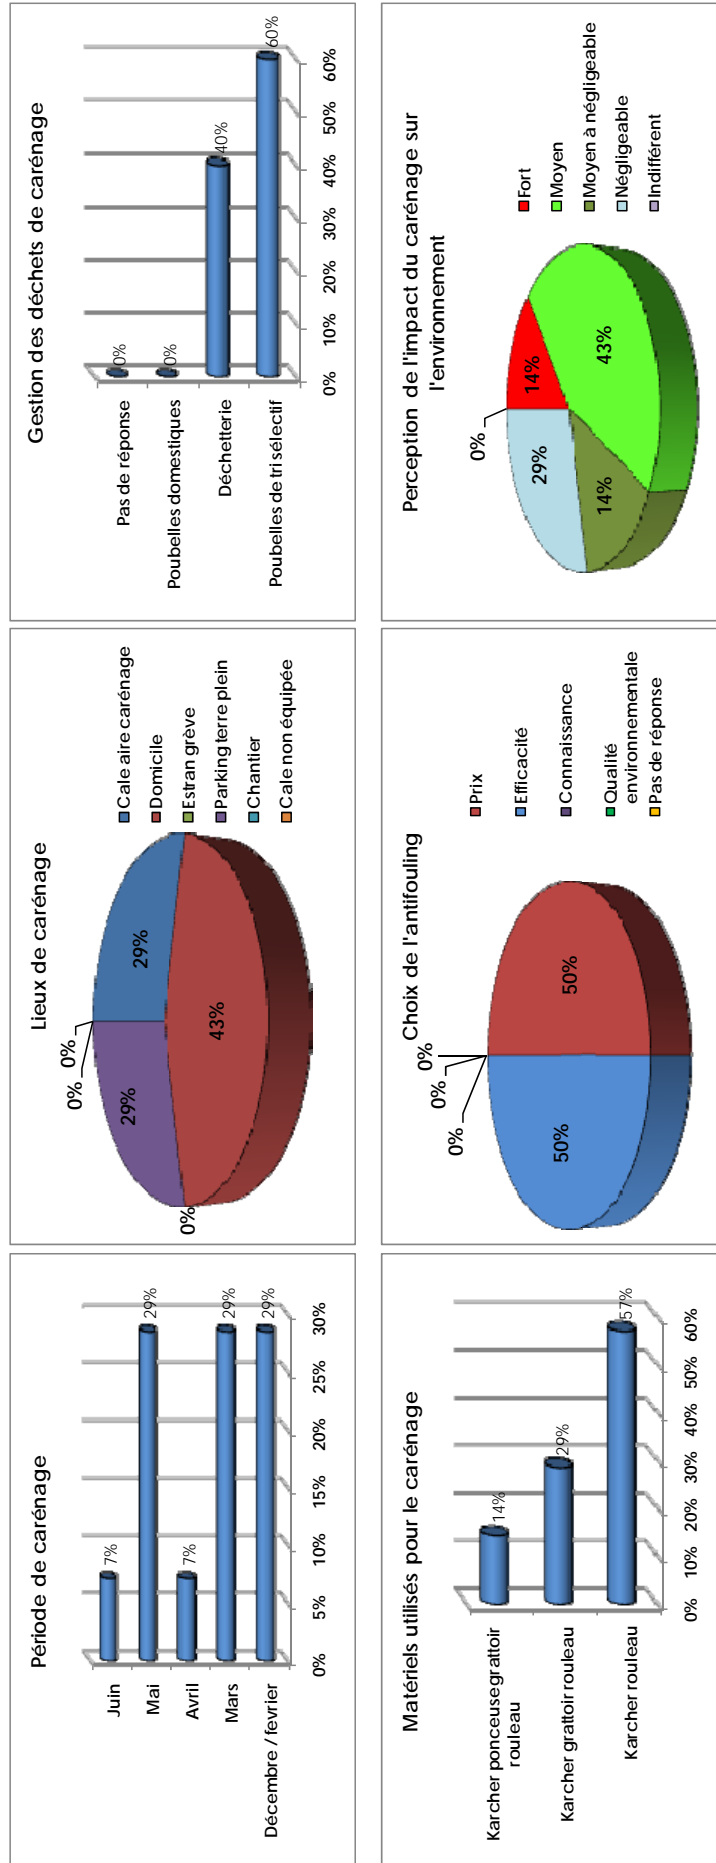 Période de carénage
Juin
Mai
Avril
Mars
Décembre / fevrier
7%
29%
7%
29%
29%
0%
5%
10%
15%
20%
25%
30%
Lieux de carénage
0%
0%
29%
29%
43%
0%
Cale aire carénage
Domicile
Estran grève
Parking terre plein
Chantier
Cale non équipée
Gestion des déchets de carénage
Pas de réponse
Poubelles domestiques
Déchetterie
Poubelles de tri sélectif
0%
0%
40%
60%
0%
10%
20%
30%
40%
50%
60%
Matériels utilisés pour le carénage
Karcher ponceuse grattoir
rouleau
Karcher grattoir rouleau
Karcher rouleau
14%
29%
57%
0%
10%
20%
30%
40%
50%
60%
Choix de l'antifouling
0%
0%
0%
50%
50%
Prix
Efficacité
Connaissance
Qualité
environnementale
Pas de réponse
Perception de l'impact du carénage sur
l'environnement
0%
14%
29%
43%
14%
Fort
Moyen
Moyen à négligeable
Négligeable
Indifférent